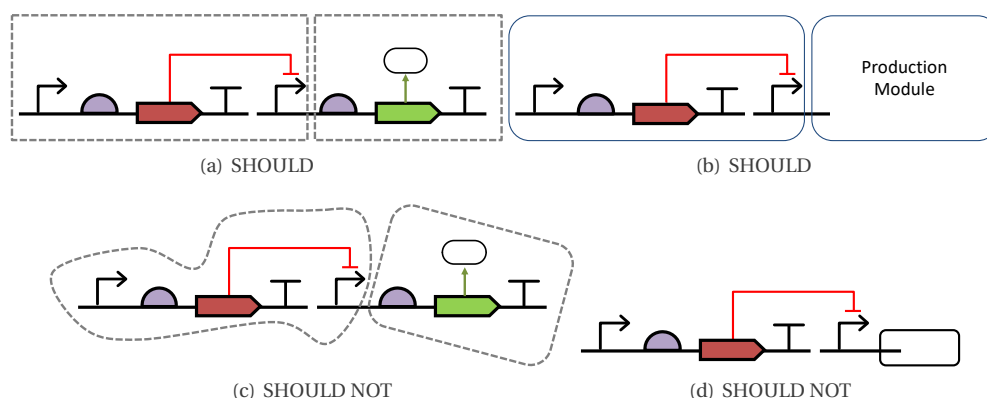 Production
Module
(a) SHOULD
(b) SHOULD
(c) SHOULD NOT
(d) SHOULD NOT